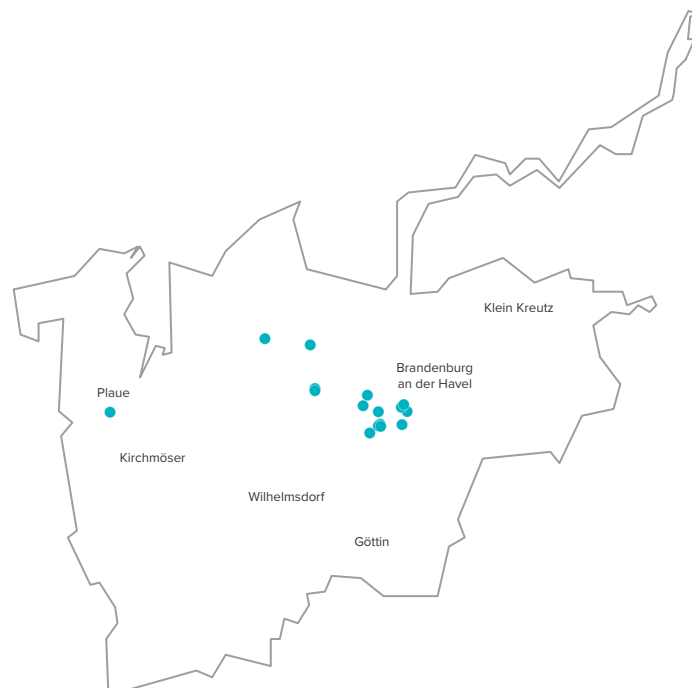 Klein Kreutz
Brandenburg
an der Havel
Plaue
Kirchmöser
Wilhelmsdorf
Göttin